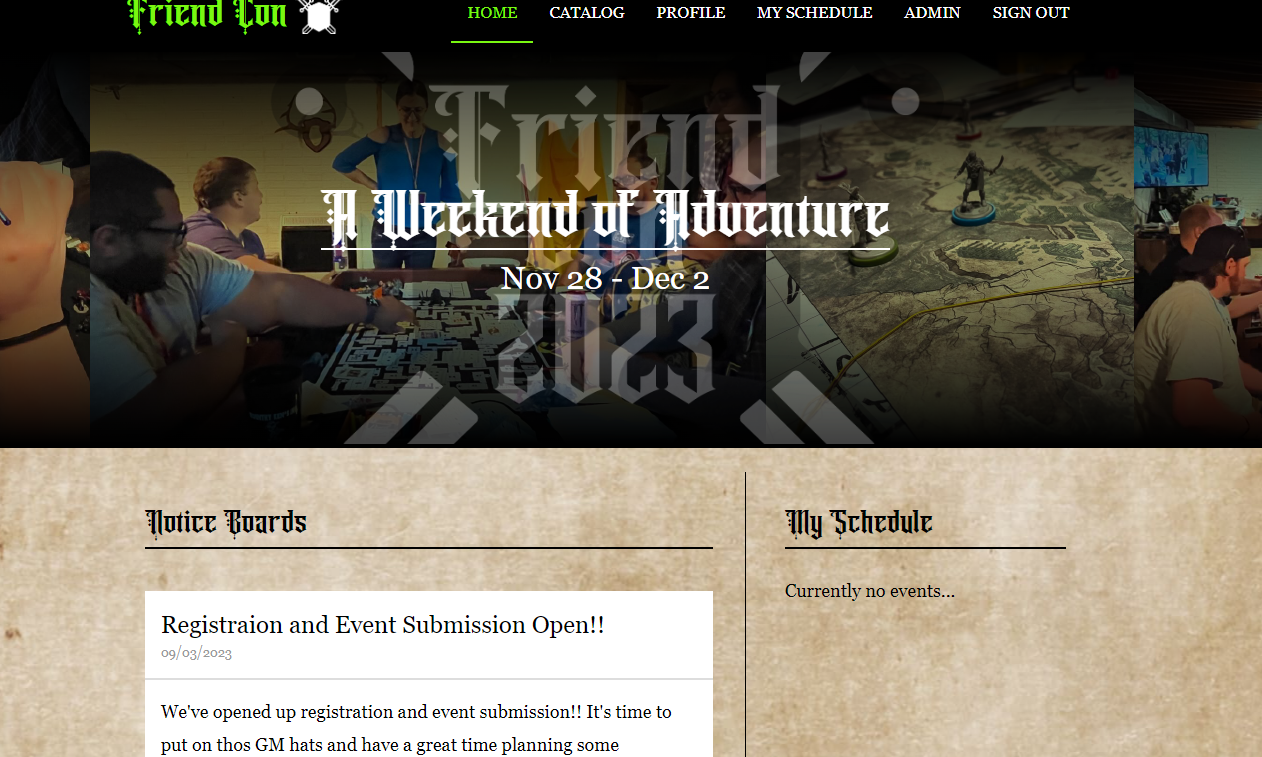 Friend Con
HOME CATALOG PROFILE MY SCHEDULE ADMIN SIGN OUT
Friend
Con
2023
A Weekend of Adventure
Nov 28 - Dec 2
Notice Boards
Registraion and Event Submission Open!!
09/03/2023
We've opened up registration and event submission!! It's time to
put on thos GM hats and have a great time planning some
My Schedule
Currently no events...